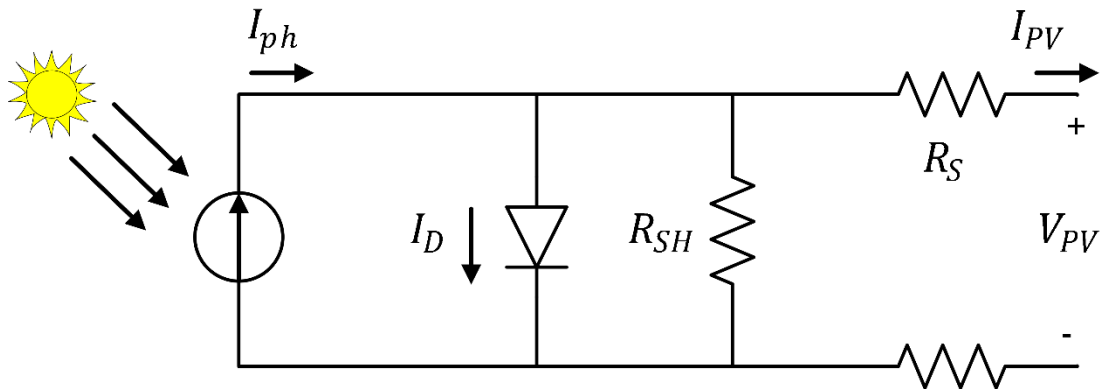 I_ph
I_PV
+
R_S
I_D
R_SH
V_PV
-